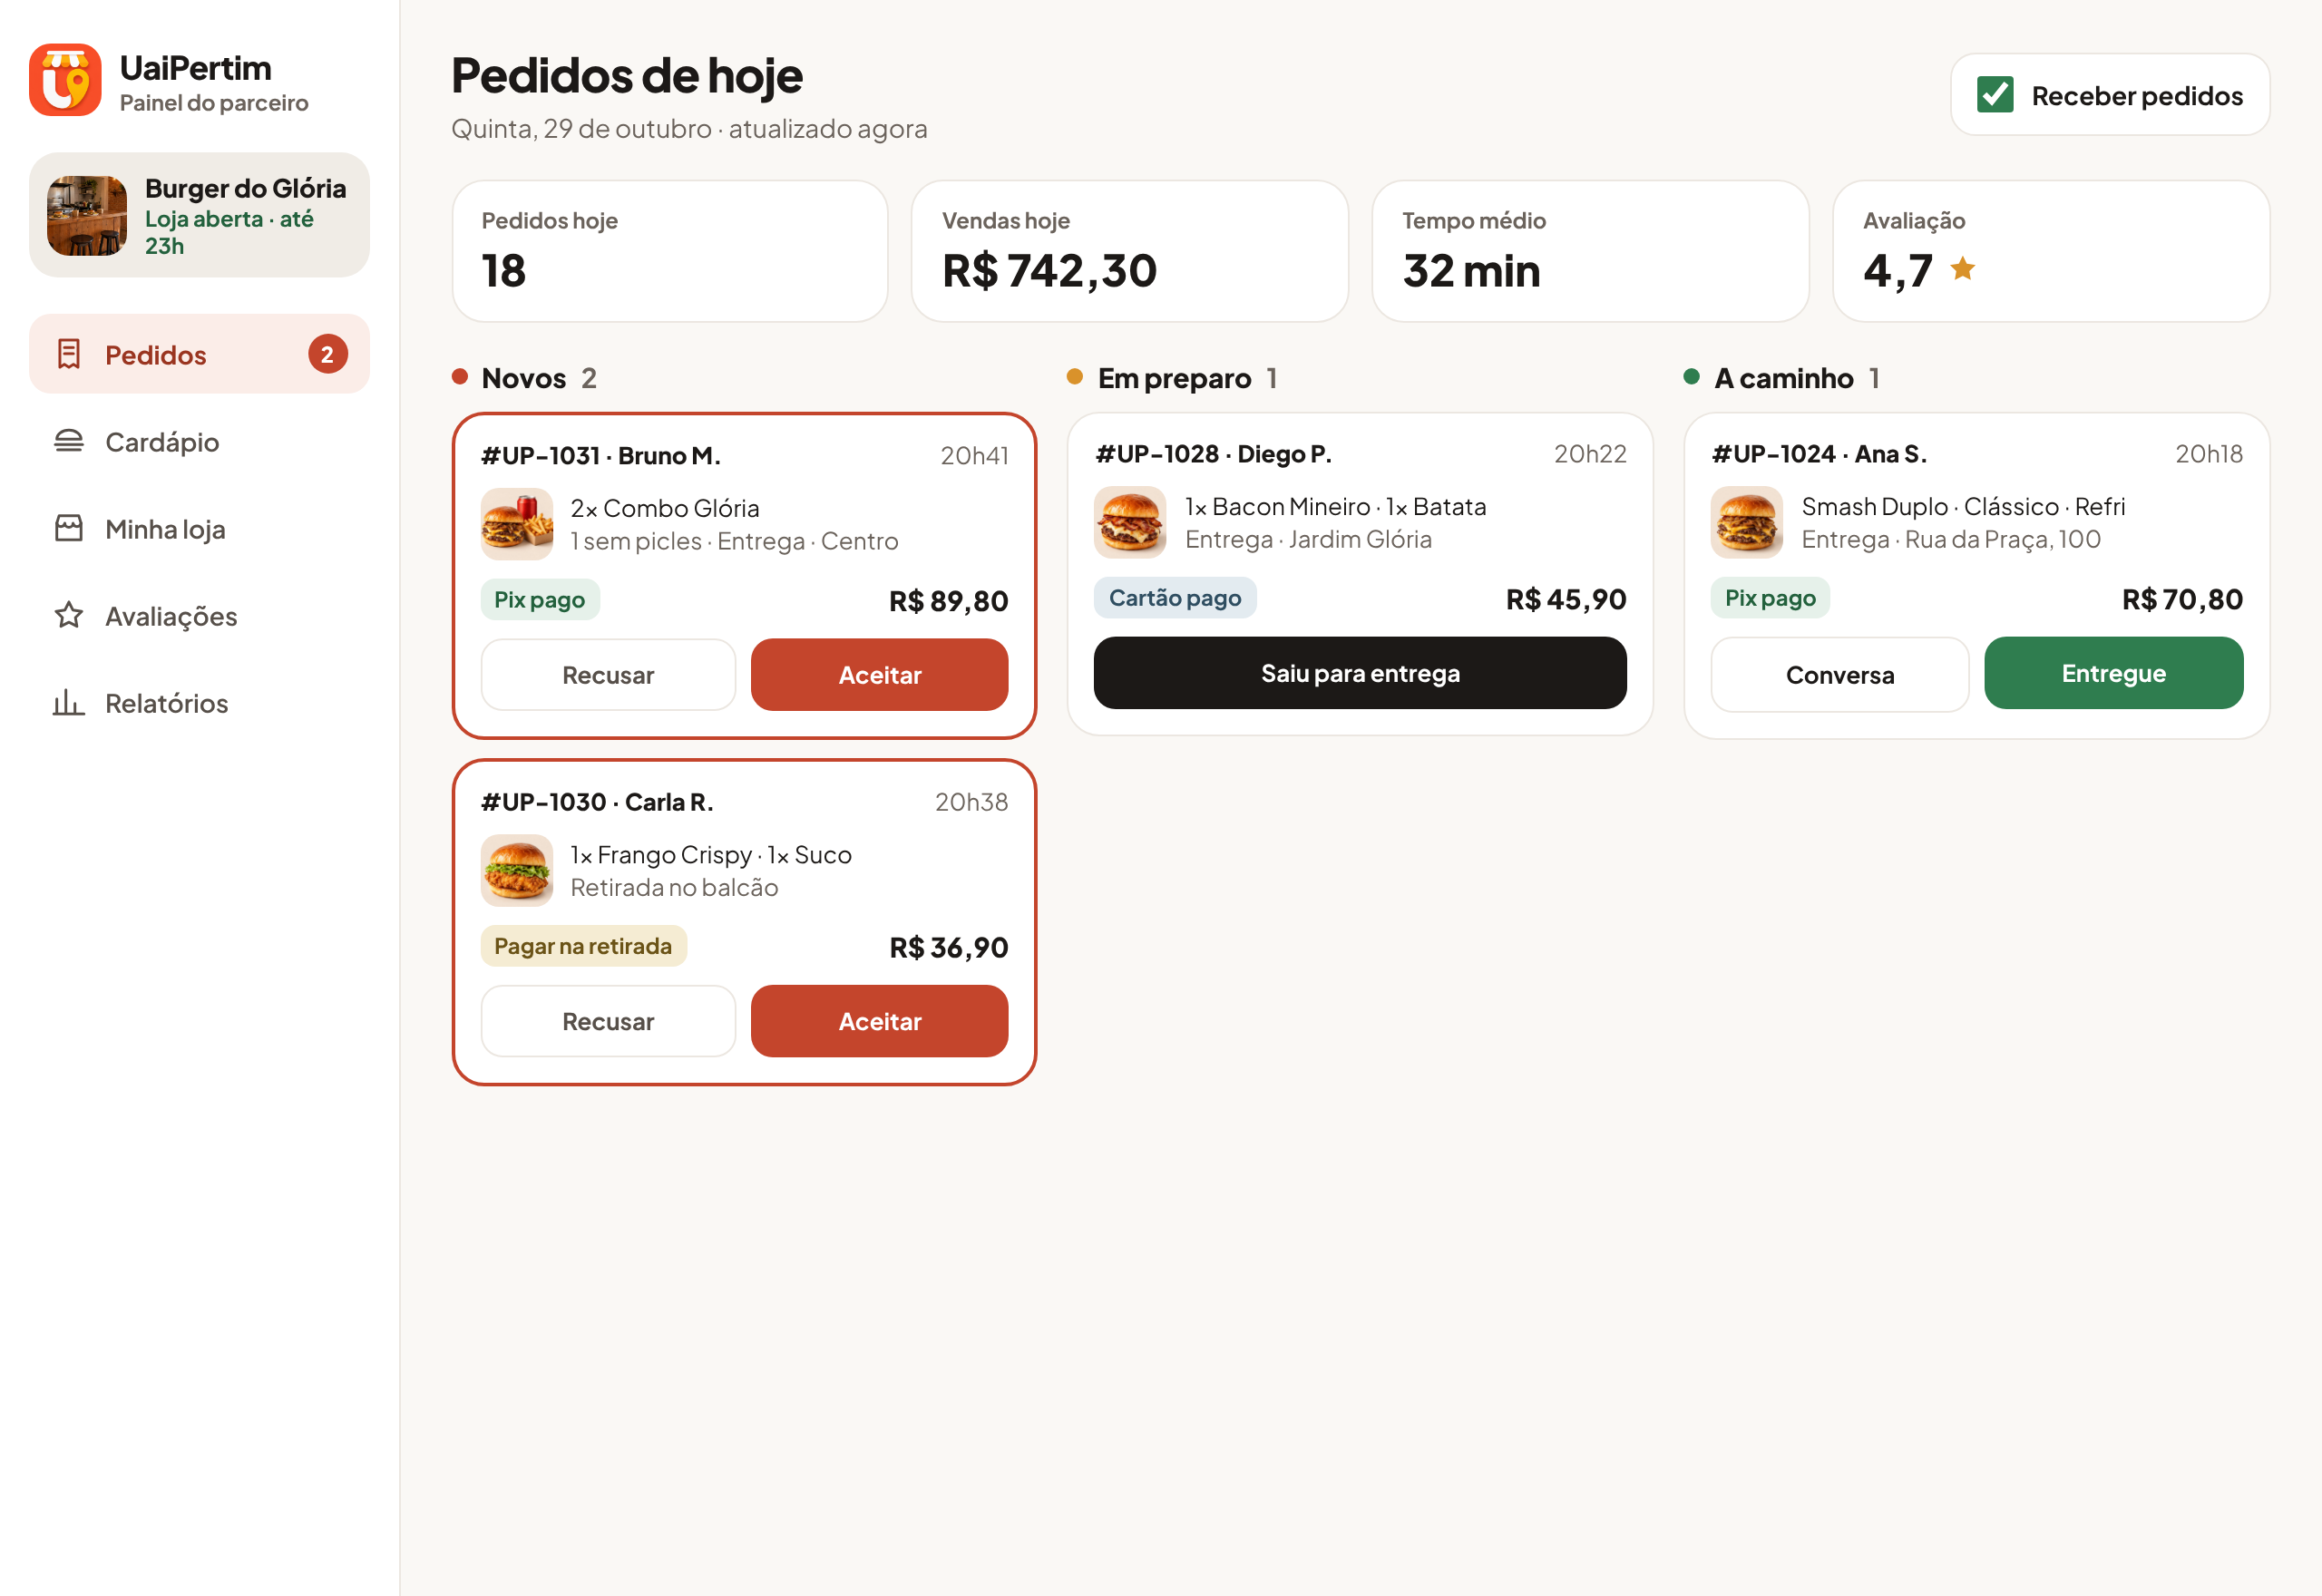 UaiPertim
Painel do parceiro
Burger do Glória
Loja aberta · até
23h
Pedidos
2
Cardápio
Minha loja
Avaliações
Relatórios
Pedidos de hoje
Quinta, 29 de outubro · atualizado agora
Receber pedidos
Pedidos hoje
18
Vendas hoje
R$ 742,30
Tempo médio
32 min
Avaliação
4,7
Novos 2
#UP-1031 · Bruno M.
20h41
2× Combo Glória
1 sem picles · Entrega · Centro
Pix pago
R$ 89,80
Recusar
Aceitar
#UP-1030 · Carla R.
20h38
1× Frango Crispy · 1× Suco
Retirada no balcão
Pagar na retirada
R$ 36,90
Recusar
Aceitar
Em preparo 1
#UP-1028 · Diego P.
20h22
1× Bacon Mineiro · 1× Batata
Entrega · Jardim Glória
Cartão pago
R$ 45,90
Saiu para entrega
A caminho 1
#UP-1024 · Ana S.
20h18
Smash Duplo · Clássico · Refri
Entrega · Rua da Praça, 100
Pix pago
R$ 70,80
Conversa
Entregue